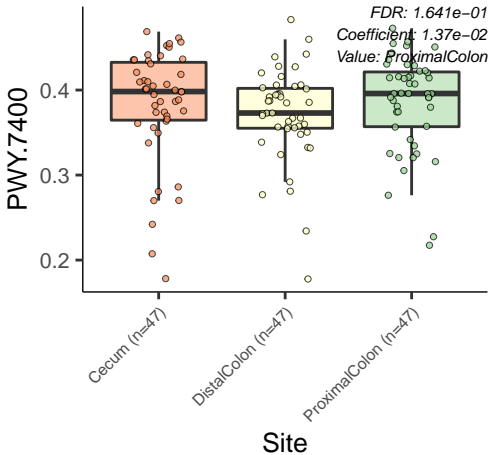 FDR: 1.641e−01
Coefficient: 1.37e−02
Value: ProximalColon
PWY.7400
0.4
0.3
0.2
Cecum (n=47)
DistalColon (n=47)
ProximalColon (n=47)
Site